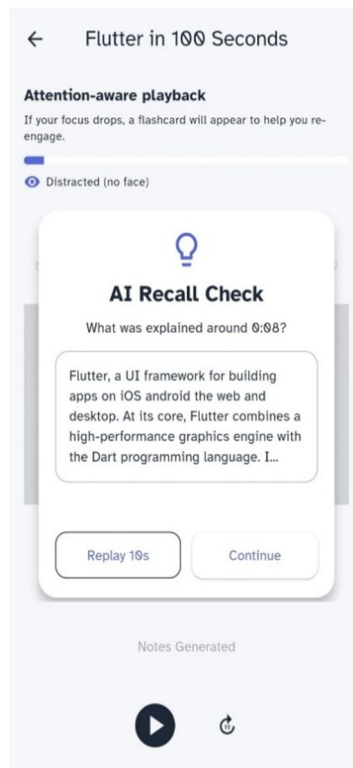 Flutter in 100 Seconds
Attention-aware playback
If your focus drops, a flashcard will appear to help you re-
engage.
Distracted (no face)
AI Recall Check
What was explained around 0:08?
Flutter, a UI framework for building
apps on iOS android the web and
desktop. At its core, Flutter combines a
high-performance graphics engine with
the Dart programming language. I...
Replay 10s
Continue
Notes Generated